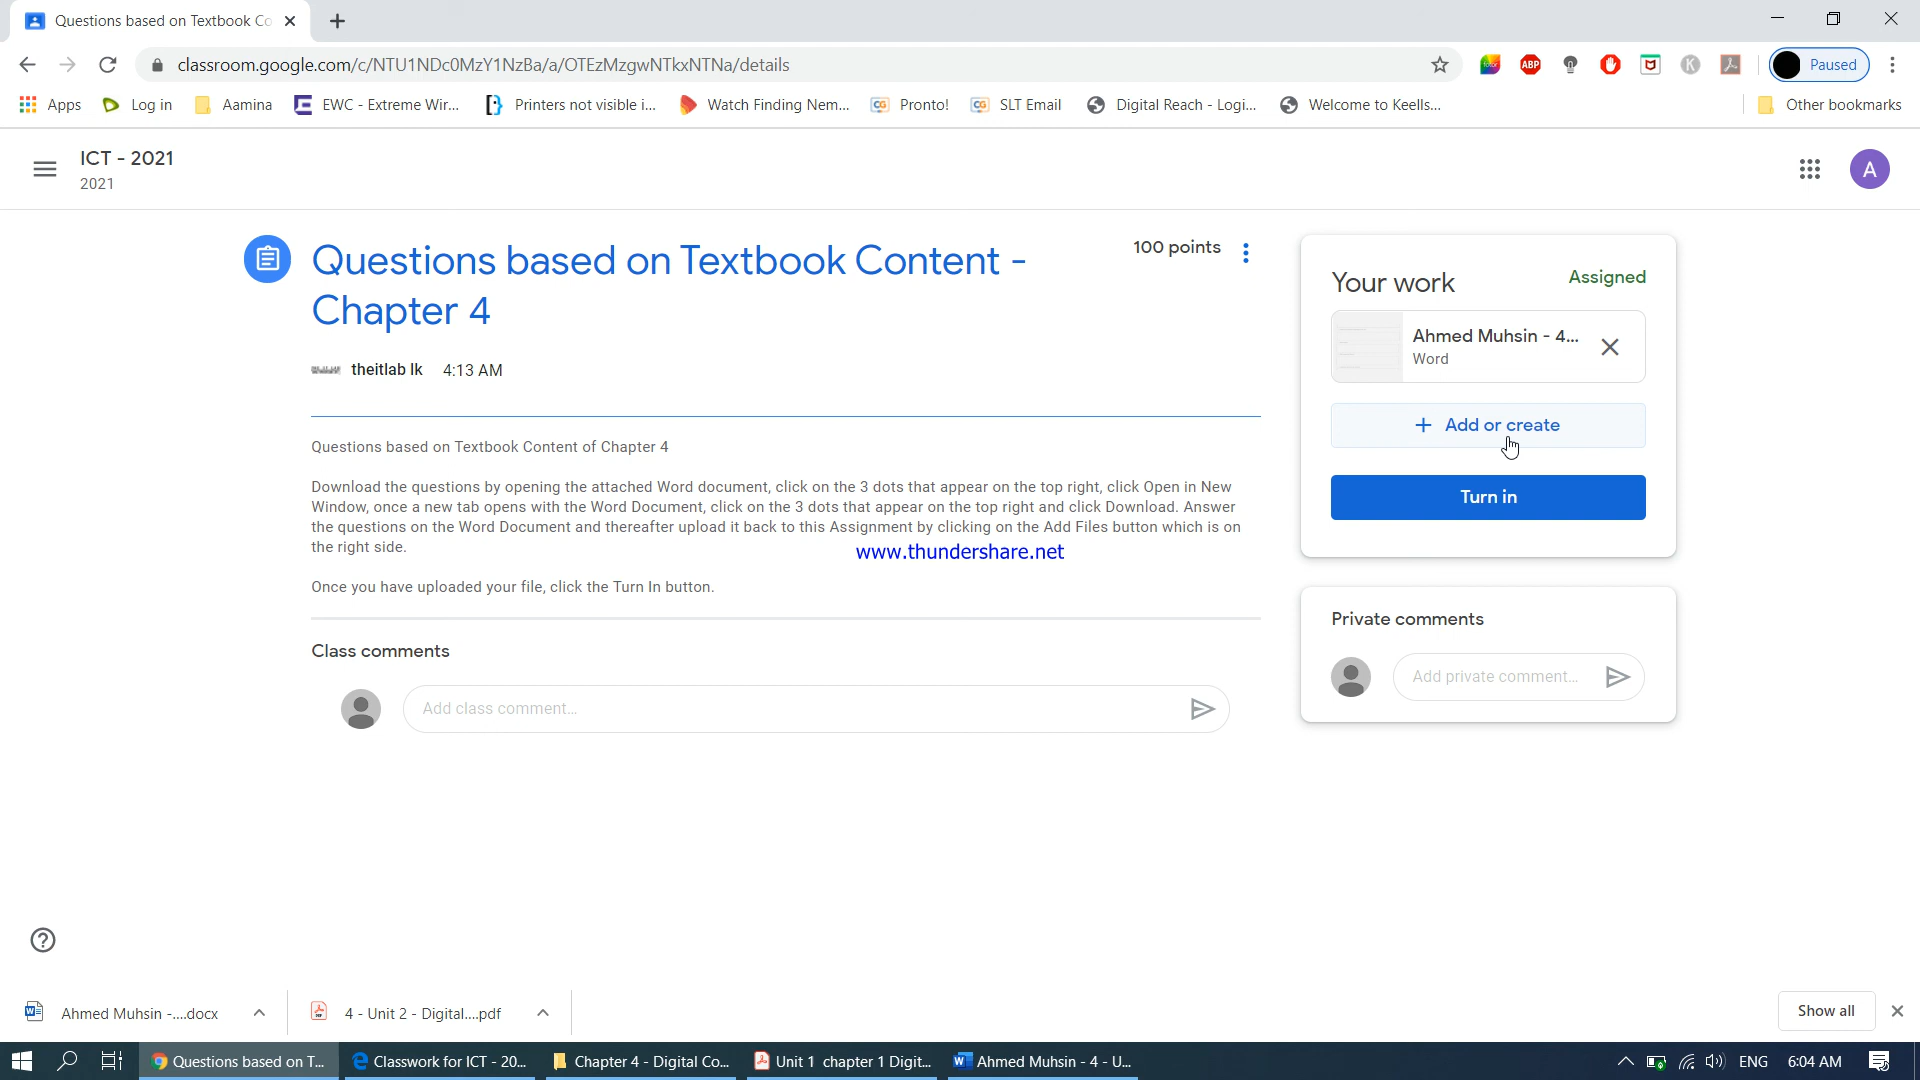 Questions based on Textbook Co
classroom.google.com/c/NTU1NDc0MzY1NzBa/a/OTEzMzgwNTkxNTNa/details
ABP
K
Paused
Apps
Log in
Aamina
EWC - Extreme Wir...
Printers not visible i...
Watch Finding Nem...
CG
Pronto!
CG
SLT Email
Digital Reach - Logi...
Welcome to Keells...
Other bookmarks
ICT - 2021
2021
A
Questions based on Textbook Content -
Chapter 4
100 points
theitlab lk 4:13 AM
Questions based on Textbook Content of Chapter 4
Download the questions by opening the attached Word document, click on the 3 dots that appear on the top right, click Open in New
Window, once a new tab opens with the Word Document, click on the 3 dots that appear on the top right and click Download. Answer
the questions on the Word Document and thereafter upload it back to this Assignment by clicking on the Add Files button which is on
the right side.
www.thundershare.net
Once you have uploaded your file, click the Turn In button.
Class comments
Add class comment...
Your work
Assigned
Ahmed Muhsin - 4...
Word
+ Add or create
Turn in
Private comments
Add private comment...
Ahmed Muhsin -....docx
4 - Unit 2 - Digital....pdf
Show all
Questions based on T...
Classwork for ICT - 20...
Chapter 4 - Digital Co...
Unit 1 chapter 1 Digit...
Ahmed Muhsin - 4 - U...
ENG
6:04 AM